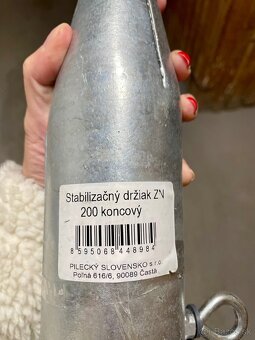 Stabilizačný držiak ZN
200 koncový
8595068448984
PILECKÝ SLOVENSKO s.r.o.
Poľná 616/6, 90089 Častá